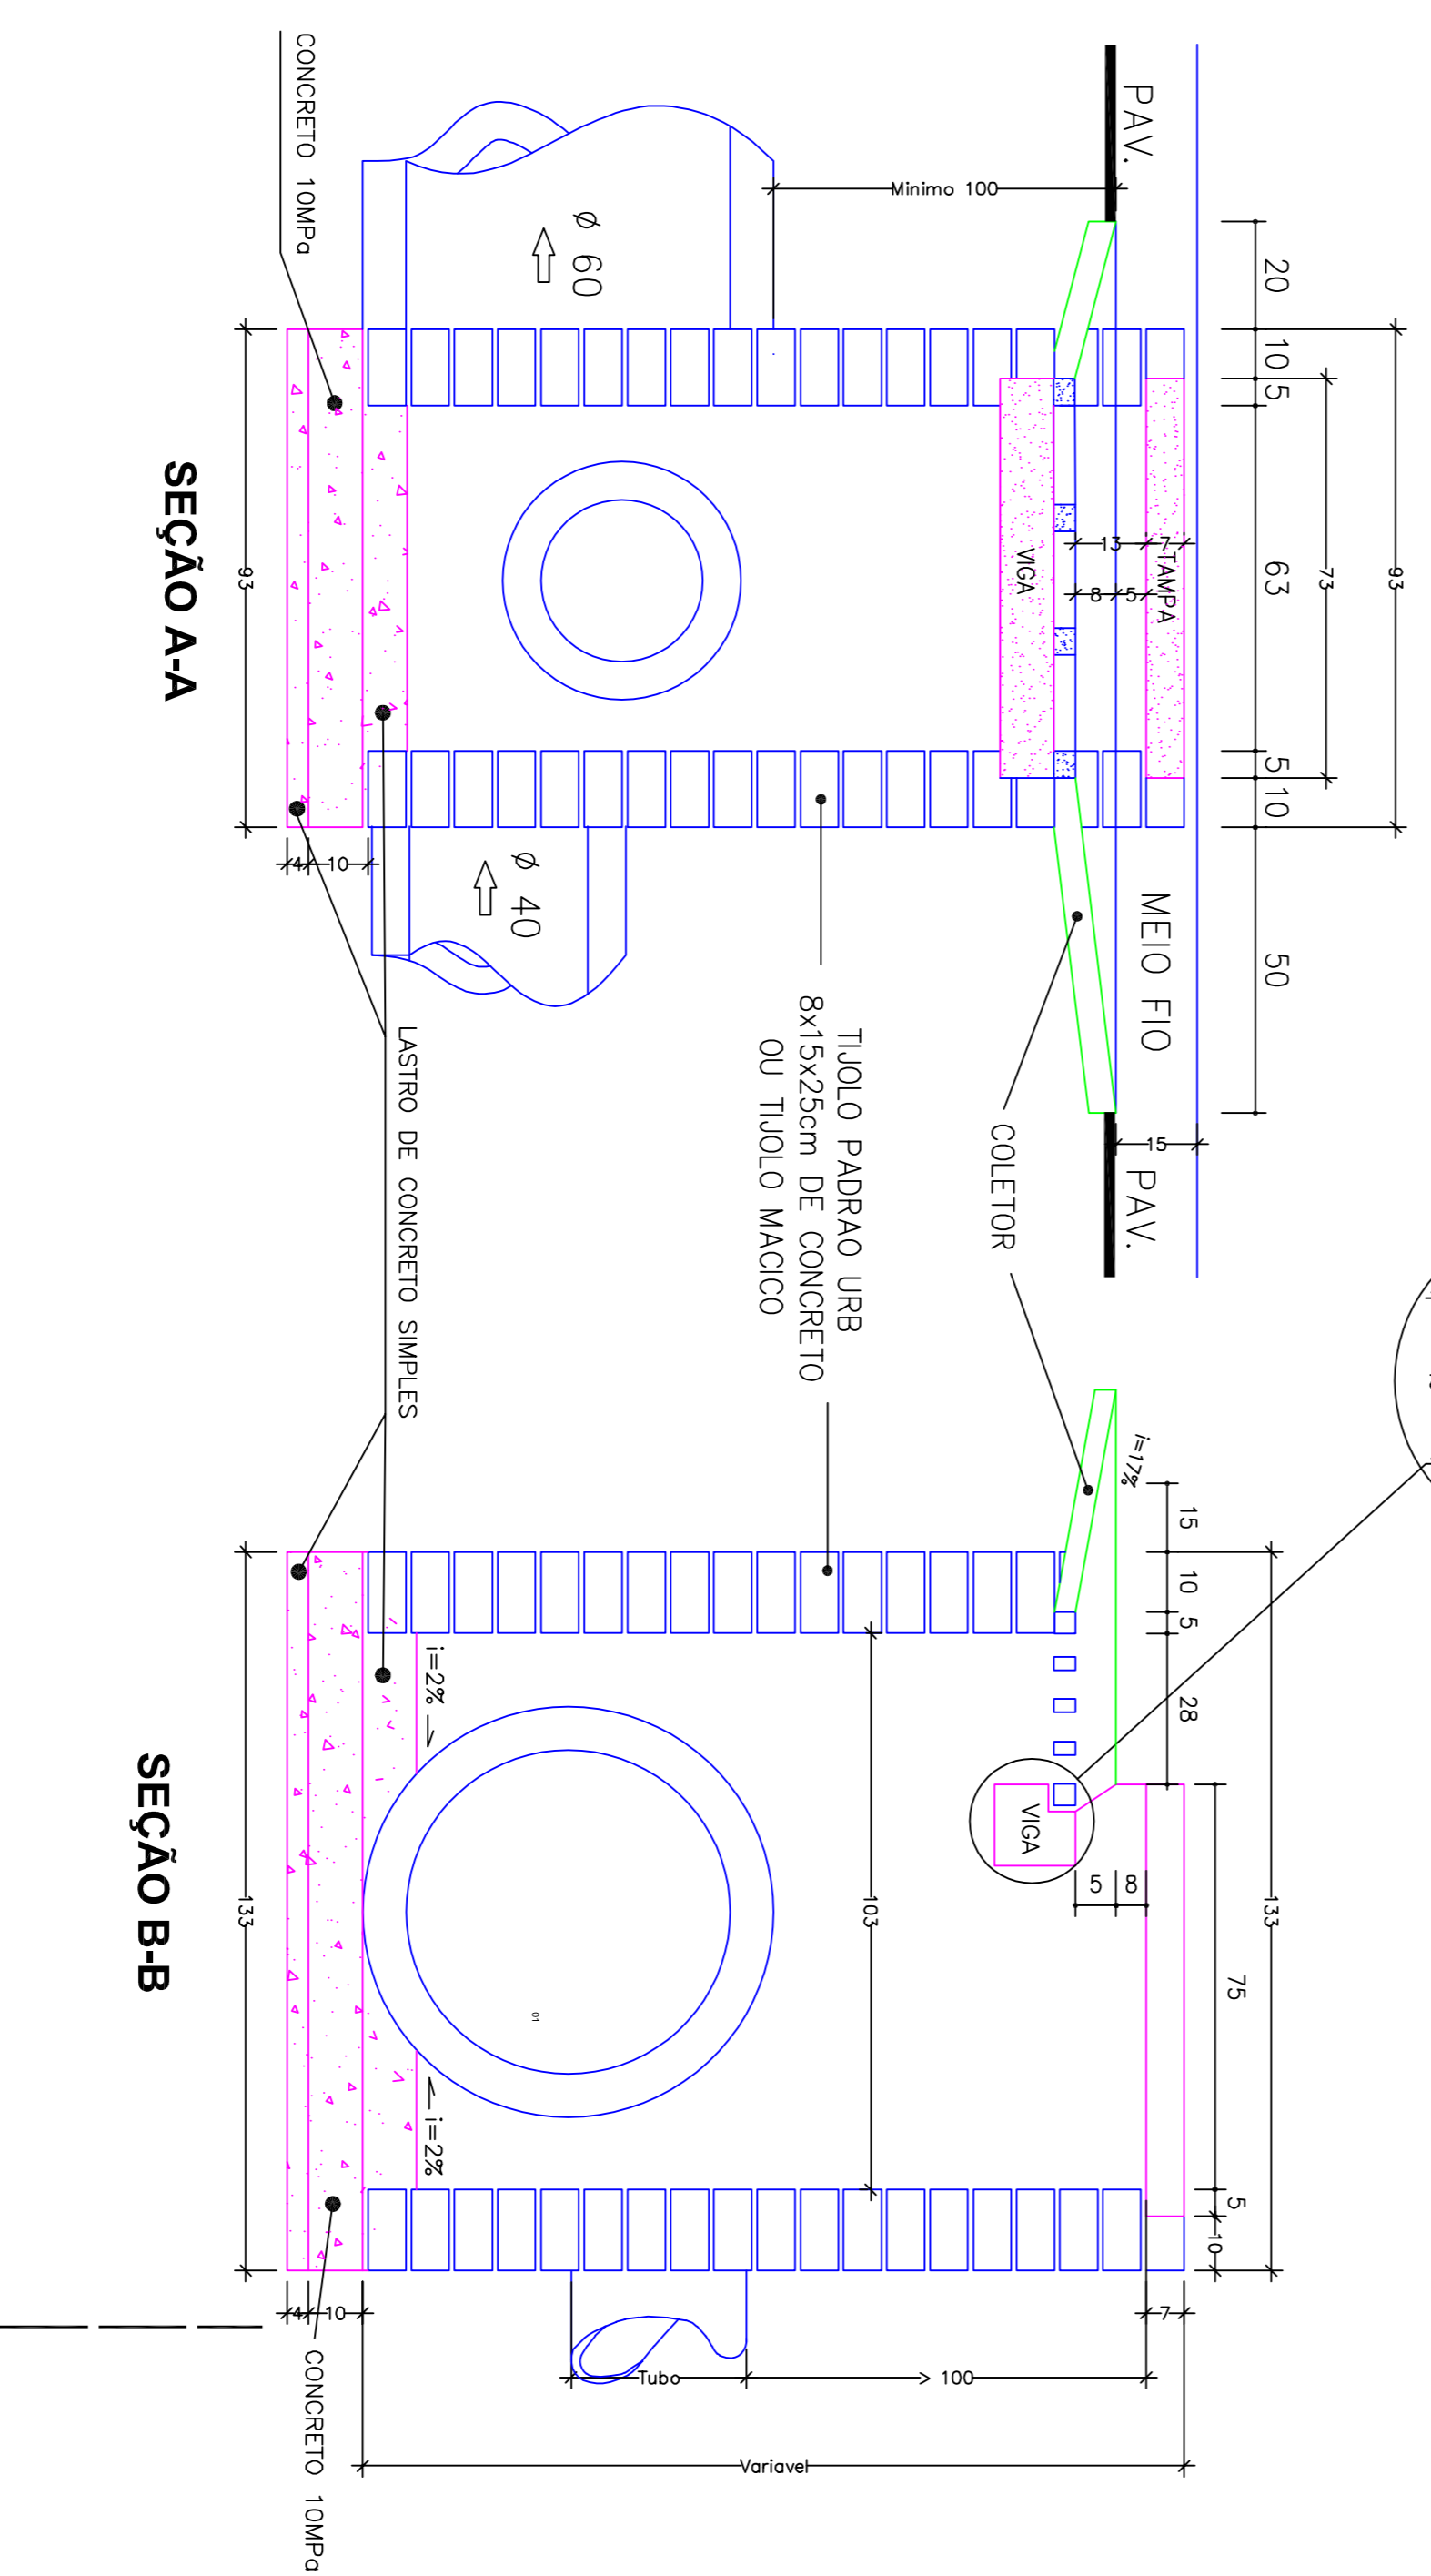 93
73
20
10
5
63
5
10
50
PAV.
MEIO FIO
15
PAV.
Minimo 100
7
TAMPA
13
8
5
VIGA
COLETOR
Ø 60
Ø 40
TIJOLO PADRAO URB
8x15x25cm DE CONCRETO
OU TIJOLO MACICO
CONCRETO 10MPa
LASTRO DE CONCRETO SIMPLES
4
10
93
SEÇÃO A-A
133
75
5
10
15
10
5
28
i=17%
8
5
VIGA
103
7
> 100
Tubo
Variavel
01
i=2%
i=2%
4
10
CONCRETO 10MPa
133
SEÇÃO B-B